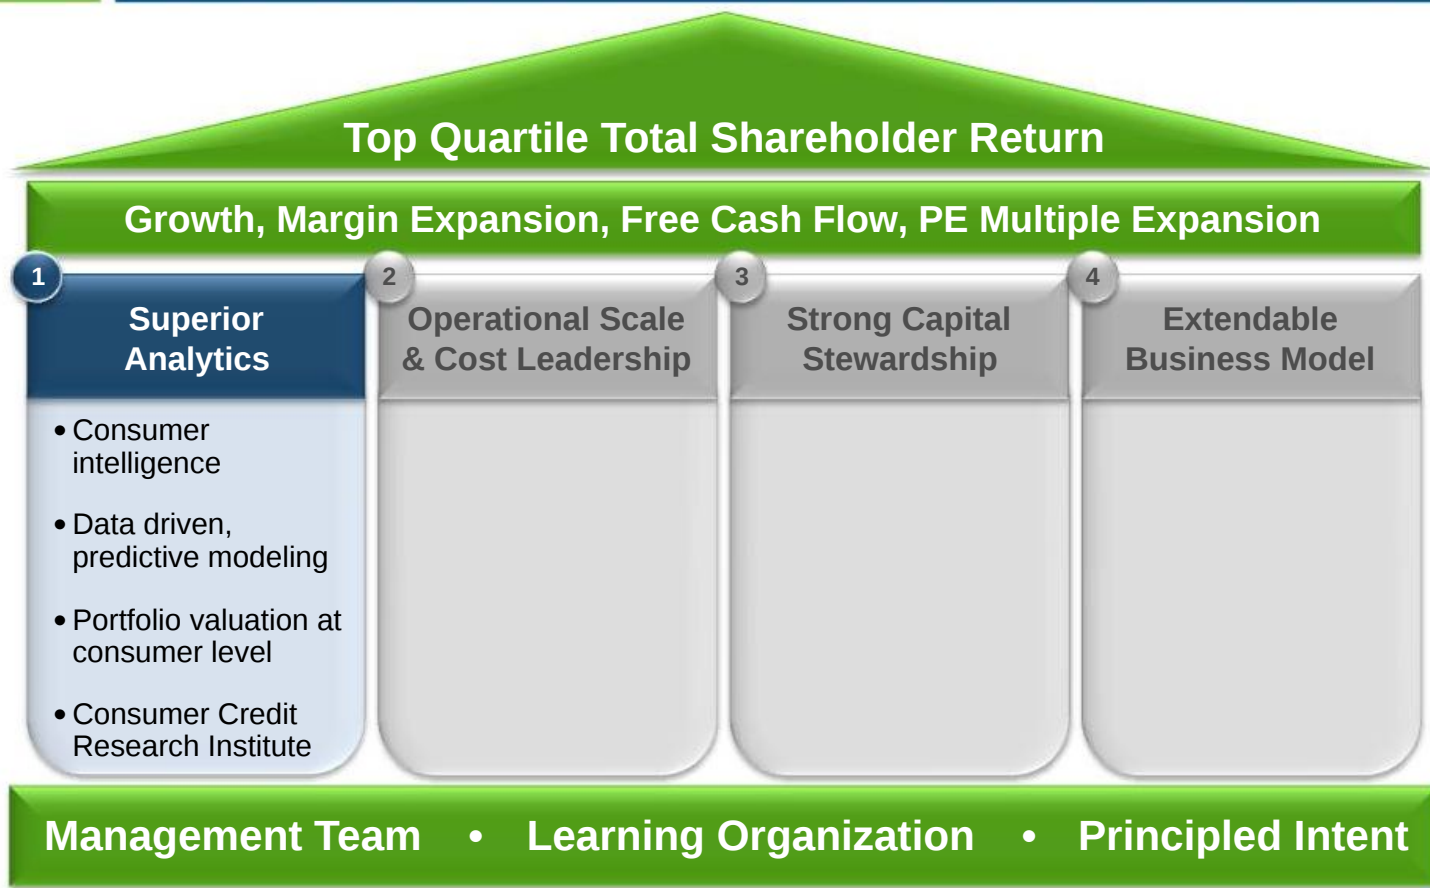 Top Quartile Total Shareholder Return
Growth, Margin Expansion, Free Cash Flow, PE Multiple Expansion
1
Superior
Analytics
• Consumer
intelligence
• Data driven,
predictive modeling
• Portfolio valuation at
consumer level
• Consumer Credit
Research Institute
2
Operational Scale
& Cost Leadership
3
Strong Capital
Stewardship
4
Extendable
Business Model
Management Team • Learning Organization • Principled Intent